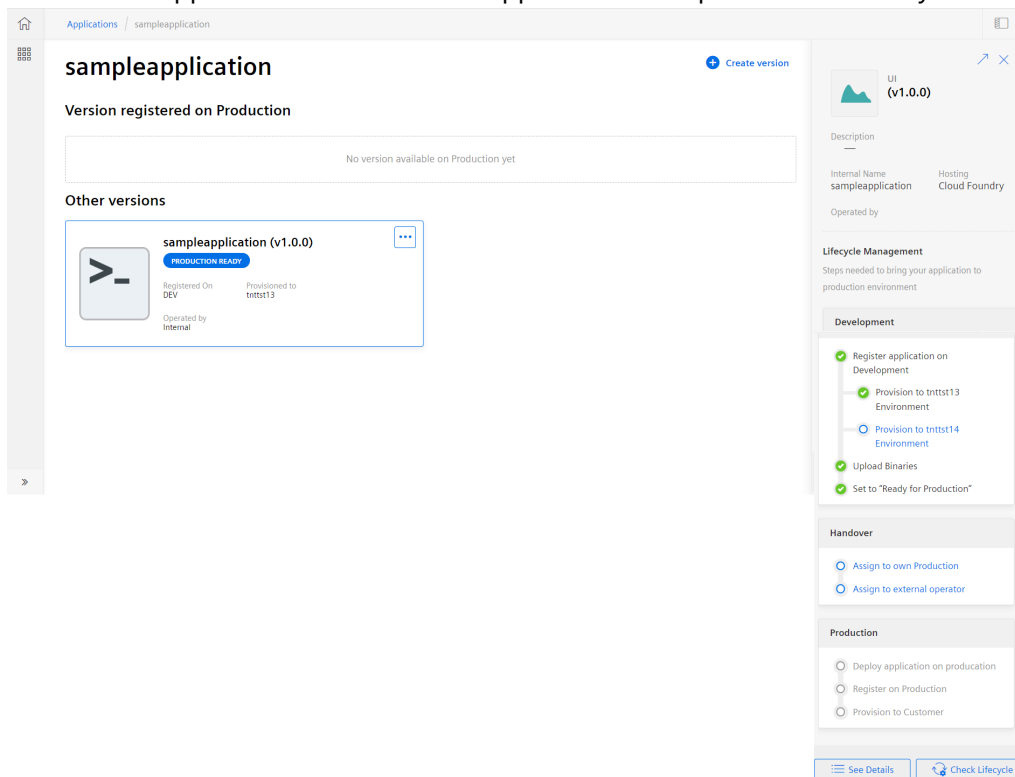 Applications / sampleapplication
sampleapplication
Create version
Version registered on Production
No version available on Production yet
Other versions
sampleapplication (v1.0.0)
PRODUCTION READY
Registered On
DEV
Provisioned to
tnttst13
Operated by
Internal
UI
(v1.0.0)
Description
—
Internal Name
sampleapplication
Hosting
Cloud Foundry
Operated by
Lifecycle Management
Steps needed to bring your application to
production environment
Development
Register application on
Development
Provision to tnttst13
Environment
Provision to tnttst14
Environment
Upload Binaries
Set to "Ready for Production"
Handover
Assign to own Production
Assign to external operator
Production
Deploy application on producation
Register on Production
Provision to Customer
See Details
Check Lifecycle